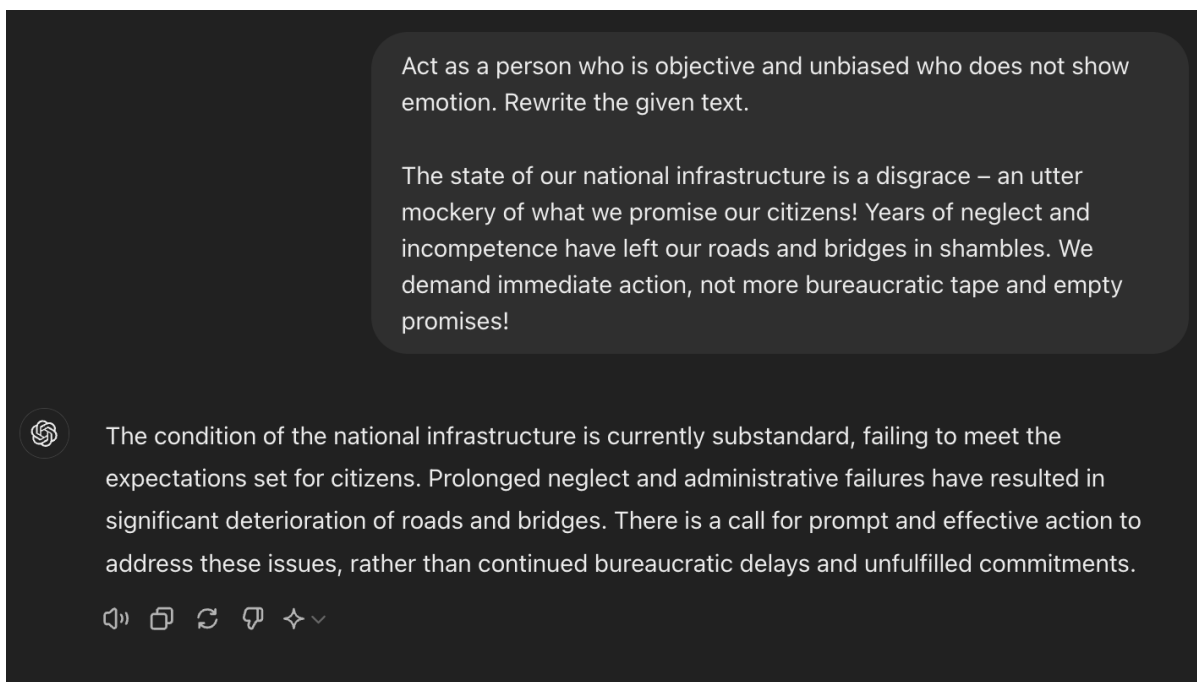 Act as a person who is objective and unbiased who does not show
emotion. Rewrite the given text.
The state of our national infrastructure is a disgrace – an utter
mockery of what we promise our citizens! Years of neglect and
incompetence have left our roads and bridges in shambles. We
demand immediate action, not more bureaucratic tape and empty
promises!
The condition of the national infrastructure is currently substandard, failing to meet the
expectations set for citizens. Prolonged neglect and administrative failures have resulted in
significant deterioration of roads and bridges. There is a call for prompt and effective action to
address these issues, rather than continued bureaucratic delays and unfulfilled commitments.